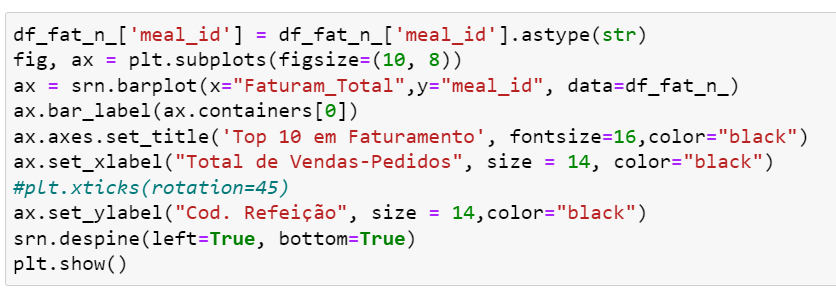 df_fat_n_['meal_id'] = df_fat_n_['meal_id'].astype(str)
fig, ax = plt.subplots(figsize=(10, 8))
ax = srn.barplot(x="Faturam_Total",y="meal_id", data=df_fat_n_)
ax.bar_label(ax.containers[0])
ax.axes.set_title('Top 10 em Faturamento', fontsize=16,color="black")
ax.set_xlabel("Total de Vendas-Pedidos", size = 14, color="black")
#plt.xticks(rotation=45)
ax.set_ylabel("Cod. Refeição", size = 14,color="black")
srn.despine(left=True, bottom=True)
plt.show()